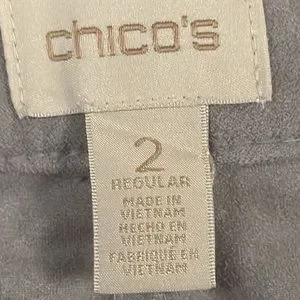 chico's
2
REGULAR
MADE IN
VIETNAM
HECHO EN
VIETNAM
FABRIQUÉ EN
VIETNAM